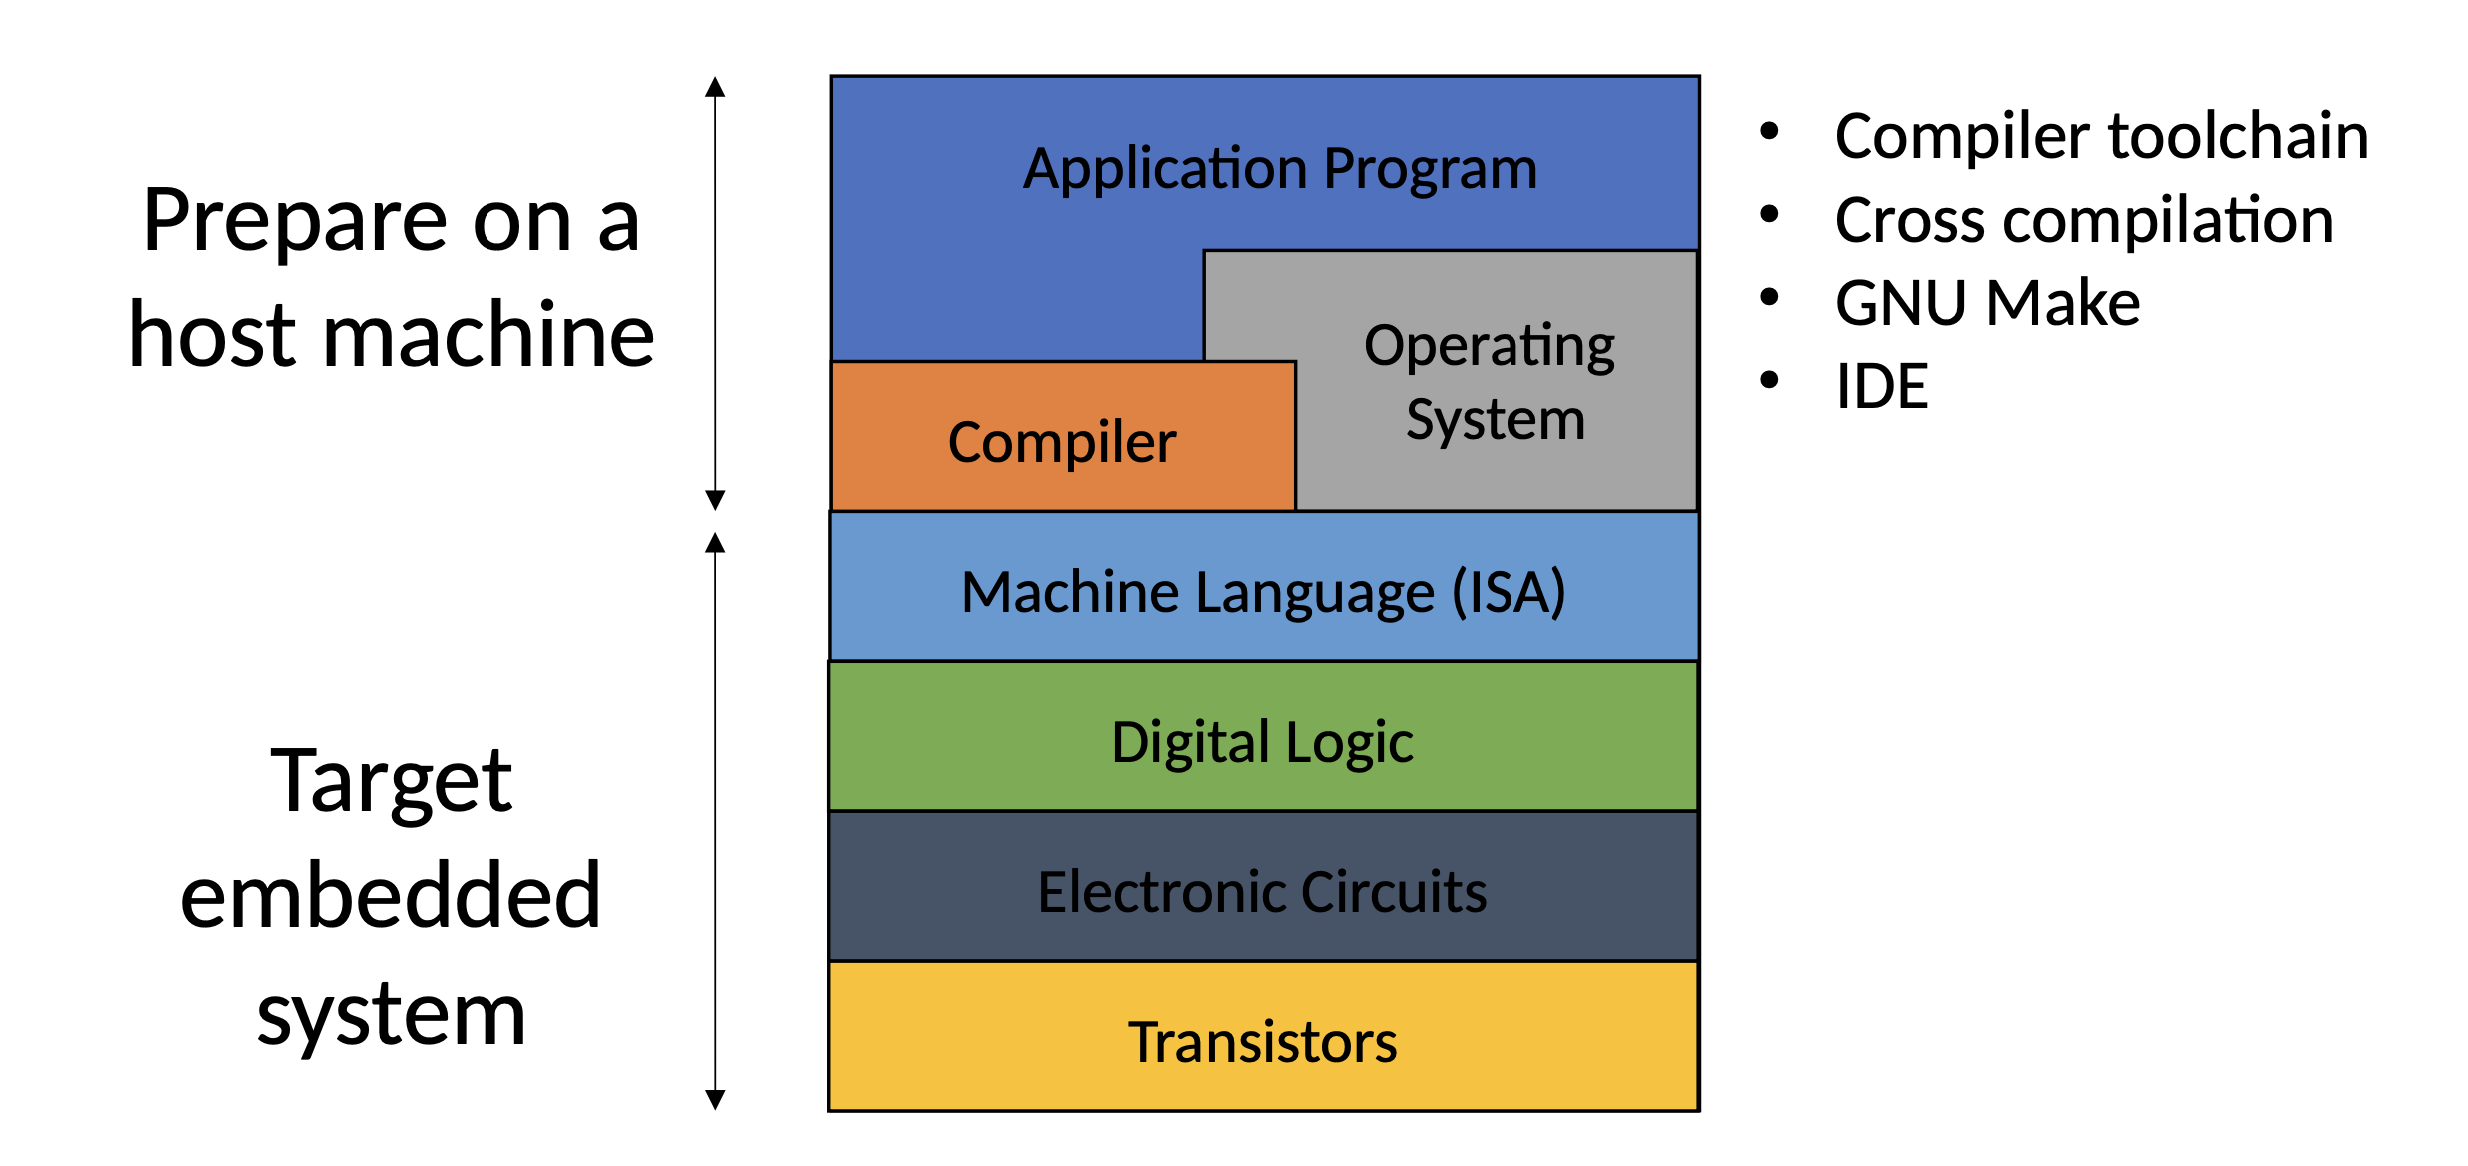 Prepare on a
host machine
Target
embedded
system
Application Program
Operating
System
Compiler
Machine Language (ISA)
Digital Logic
Electronic Circuits
Transistors
• Compiler toolchain
• Cross compilation
• GNU Make
• IDE